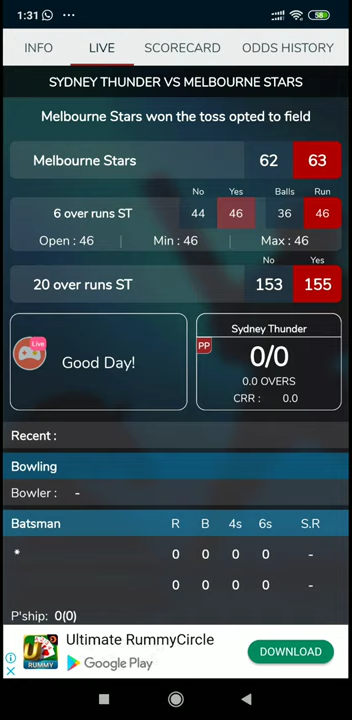 1:31 ... 58
INFO LIVE SCORECARD ODDS HISTORY
SYDNEY THUNDER VS MELBOURNE STARS
Melbourne Stars won the toss opted to field
Melbourne Stars 62 63
No Yes Balls Run
6 over runs ST 44 46 36 46
Open : 46 | Min : 46 | Max : 46
No Yes
20 over runs ST 153 155
Live
Good Day!
Sydney Thunder
PP
0/0
0.0 OVERS
CRR : 0.0
Recent :
Bowling
Bowler : -
Batsman R B 4s 6s S.R
* 0 0 0 0 -
0 0 0 0 -
P'ship: 0(0)
RUMMY
Ultimate RummyCircle
Google Play
DOWNLOAD